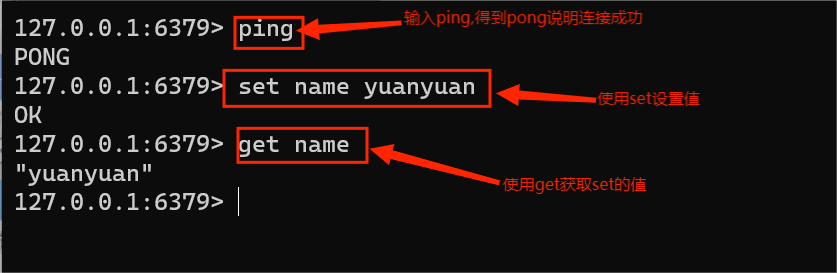 127.0.0.1:6379> ping
输入ping,得到pong说明连接成功
PONG
127.0.0.1:6379> set name yuanyuan
使用set设置值
OK
127.0.0.1:6379> get name
"yuanyuan"
使用get获取set的值
127.0.0.1:6379>